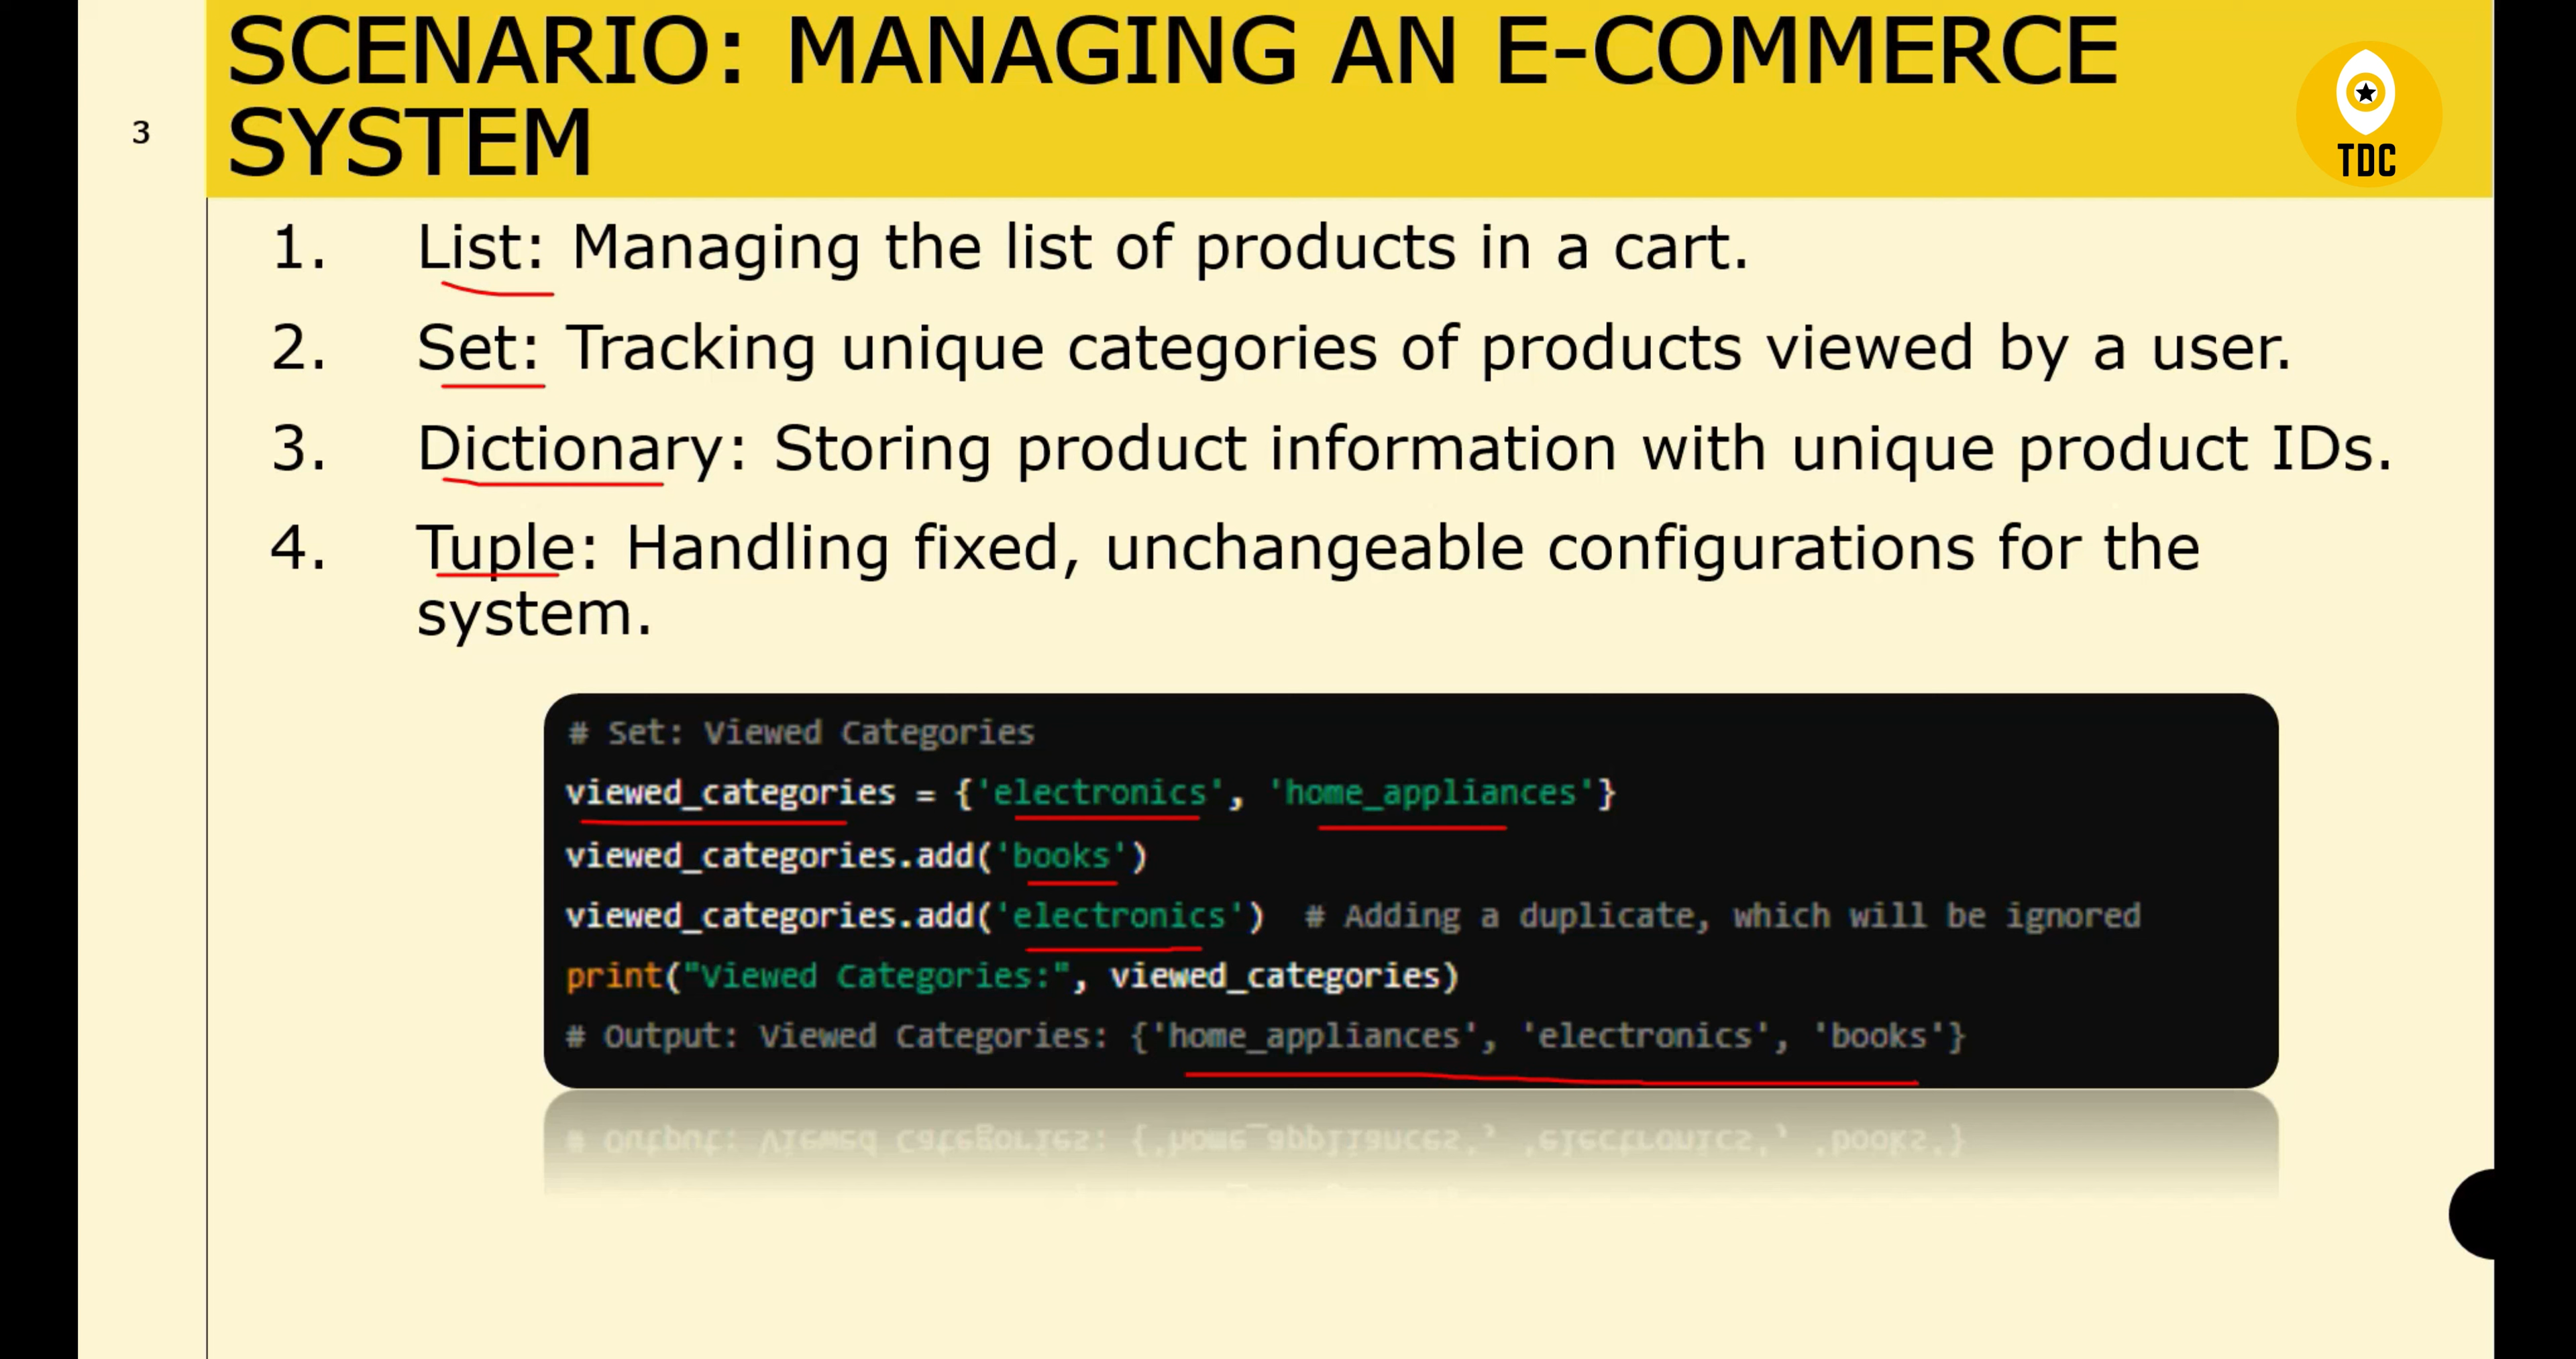 SCENARIO: MANAGING AN E-COMMERCE
SYSTEM
3
TDC
1. List: Managing the list of products in a cart.
2. Set: Tracking unique categories of products viewed by a user.
3. Dictionary: Storing product information with unique product IDs.
4. Tuple: Handling fixed, unchangeable configurations for the
system.
# Set: Viewed Categories
viewed_categories = {'electronics', 'home_appliances'}
viewed_categories.add('books')
viewed_categories.add('electronics')  # Adding a duplicate, which will be ignored
print("Viewed Categories:", viewed_categories)
# Output: Viewed Categories: {'home_appliances', 'electronics', 'books'}